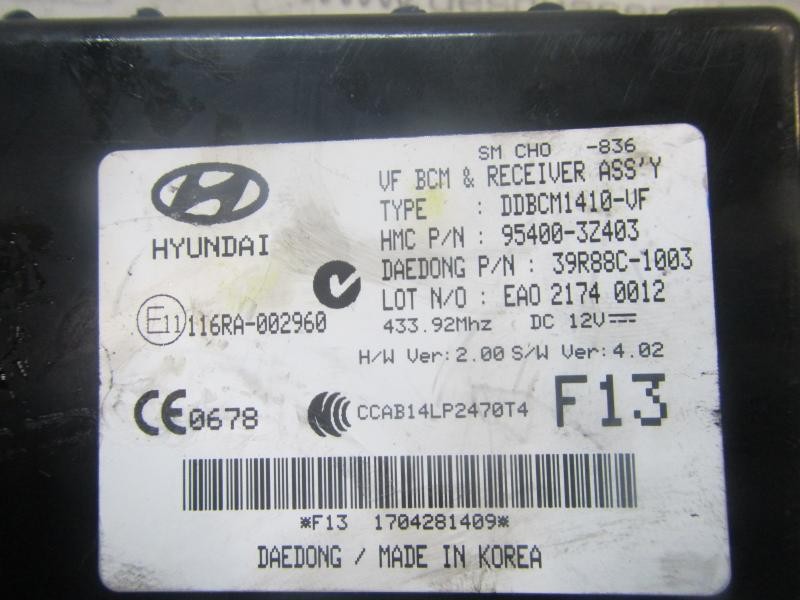 SM CHO -836
VF BCM & RECEIVER ASS'Y
TYPE : DDBCM1410-VF
HMC P/N : 95400-3Z403
DAEDONG P/N : 39R88C-1003
LOT N/O : EAO 2174 0012
433.92Mhz DC 12V
H/W Ver:2.00 S/W Ver:4.02
HYUNDAI
E11 116RA-002960
CE0678
CCAB14LP2470T4
F13
*F13 1704281409*
DAEDONG / MADE IN KOREA